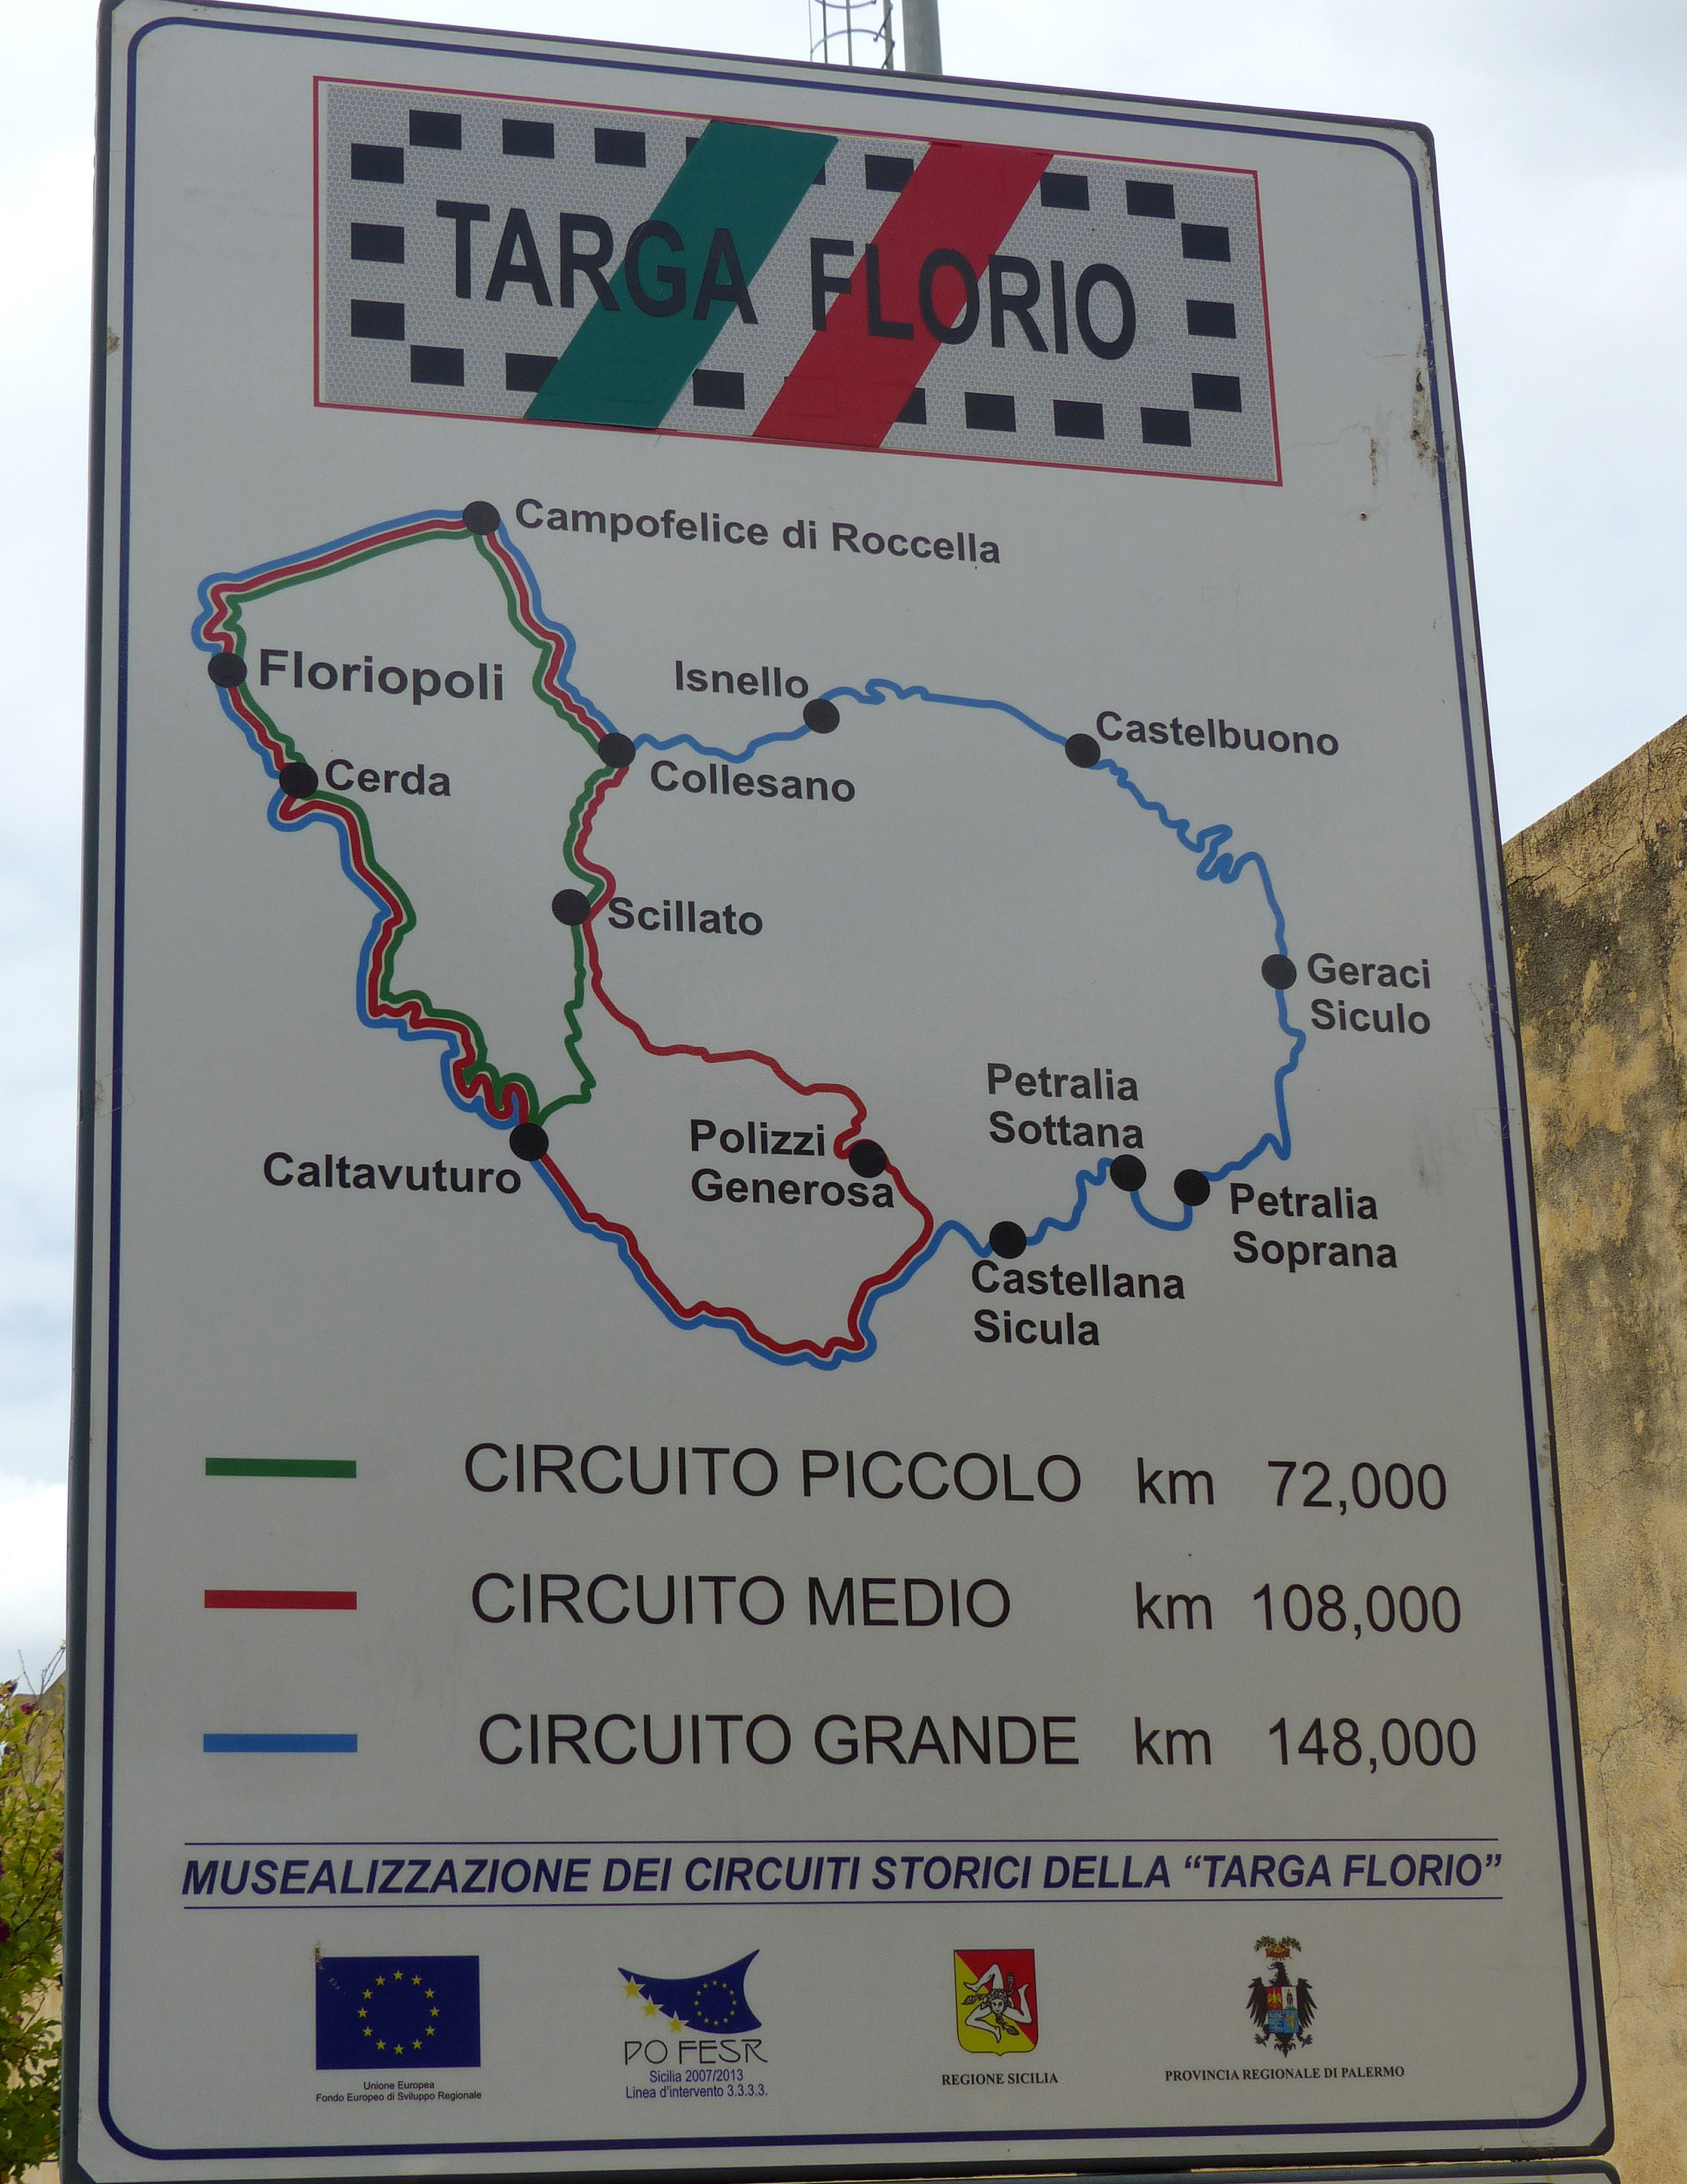 TARGA FLORIO
Campofelice di Roccella
Floriopoli
Isnello
Castelbuono
Cerda
Collesano
Scillato
Geraci
Siculo
Petralia
Sottana
Polizzi
Generosa
Caltavuturo
Petralia
Soprana
Castellana
Sicula
CIRCUITO PICCOLO km 72,000
CIRCUITO MEDIO km 108,000
CIRCUITO GRANDE km 148,000
MUSEALIZZAZIONE DEI CIRCUITI STORICI DELLA “TARGA FLORIO”
Unione Europea
Fondo Europeo di Sviluppo Regionale
PO FESR
Sicilia 2007/2013
Linea d'intervento 3.3.3.3.
REGIONE SICILIA
PROVINCIA REGIONALE DI PALERMO